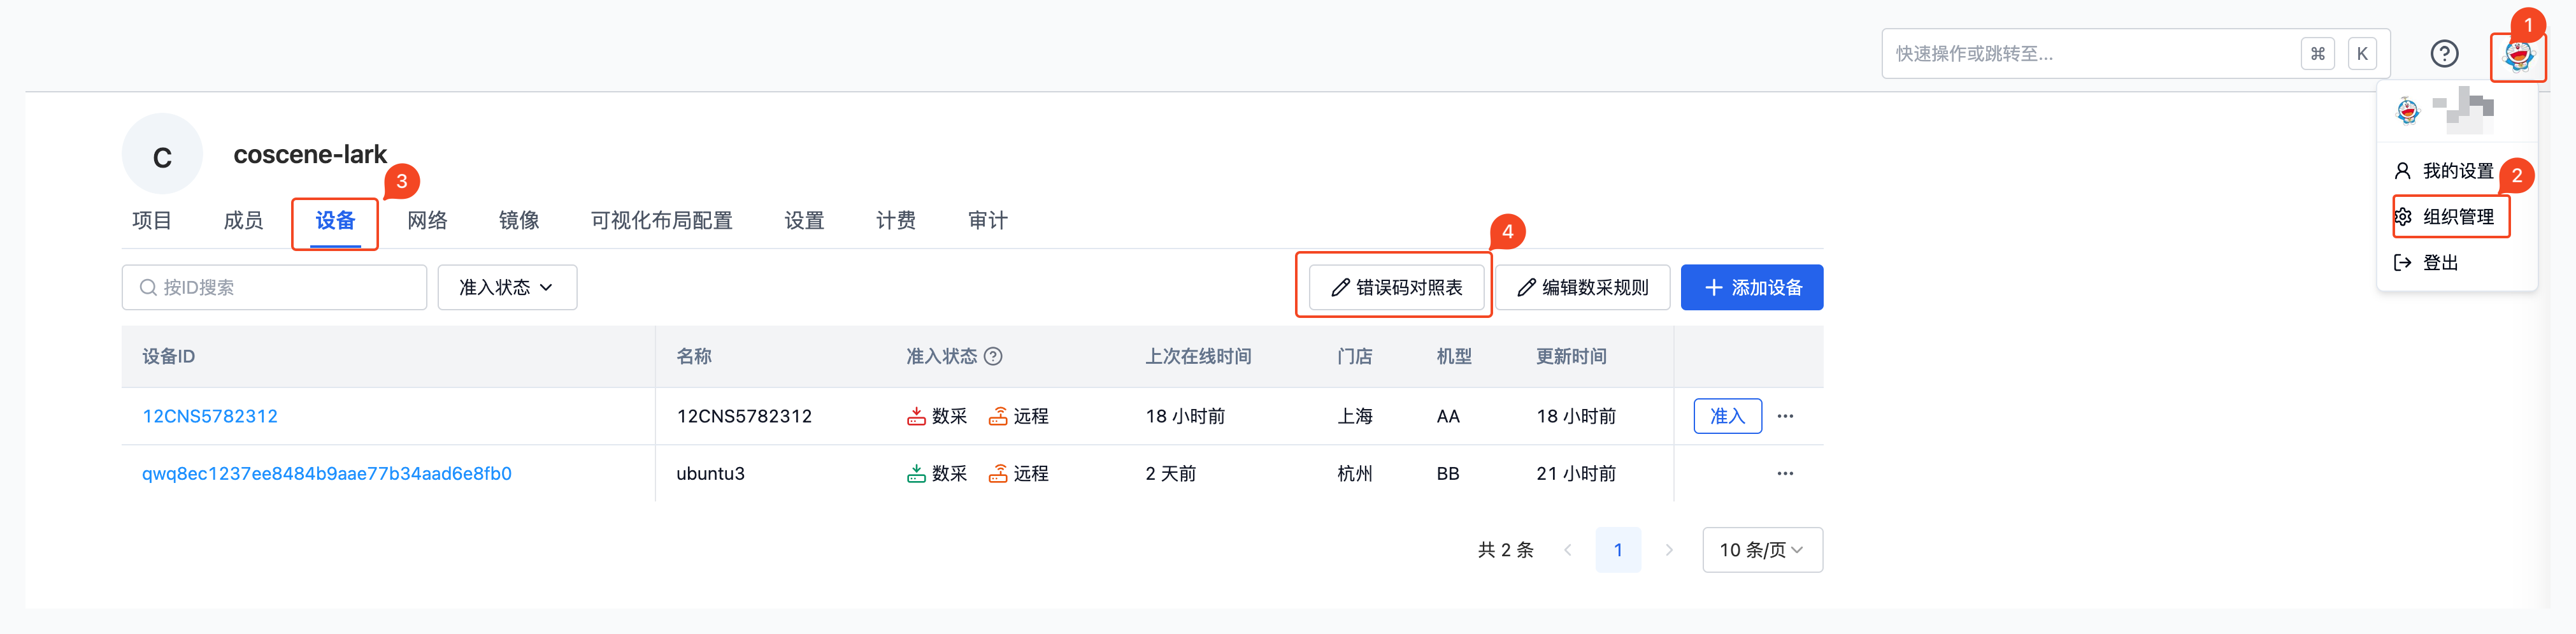 快速操作或跳转至... ⌘ K
1
C coscene-lark
我的设置
2
组织管理
登出
3
项目 成员 设备 网络 镜像 可视化布局配置 设置 计费 审计
4
按ID搜索 准入状态 错误码对照表 编辑数采规则 添加设备
设备ID 名称 准入状态 上次在线时间 门店 机型 更新时间
12CNS5782312 12CNS5782312 数采 远程 18 小时前 上海 AA 18 小时前 准入 ···
qwq8ec1237ee8484b9aae77b34aad6e8fb0 ubuntu3 数采 远程 2 天前 杭州 BB 21 小时前 ···
共 2 条 1 10 条/页